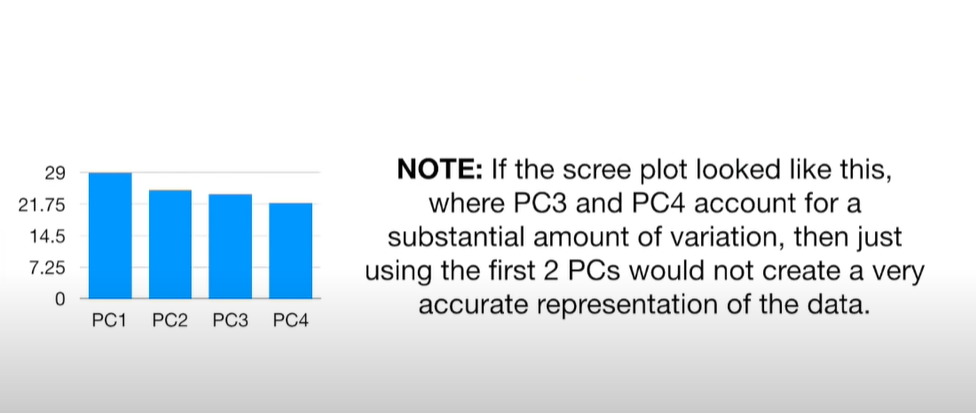 29
21.75
14.5
7.25
0
PC1 PC2 PC3 PC4
NOTE: If the scree plot looked like this,
where PC3 and PC4 account for a
substantial amount of variation, then just
using the first 2 PCs would not create a very
accurate representation of the data.